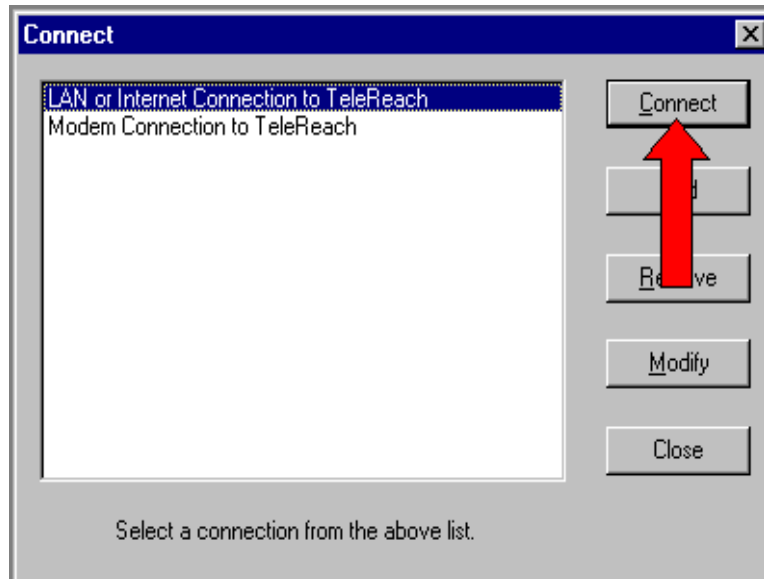 Connect
LAN or Internet Connection to TeleReach
Modem Connection to TeleReach
Connect
Modify
Close
Select a connection from the above list.